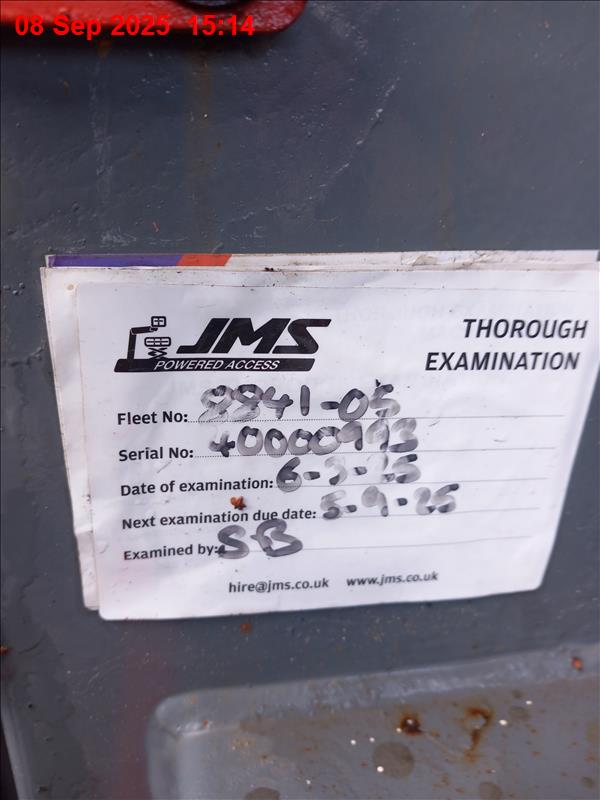 08 Sep 2025 15:14
JMS
POWERED ACCESS
THOROUGH
EXAMINATION
Fleet No: 8841-05
Serial No: 40000993
Date of examination: 6-3-25
Next examination due date: 5-9-25
Examined by: SB
hire@jms.co.uk www.jms.co.uk